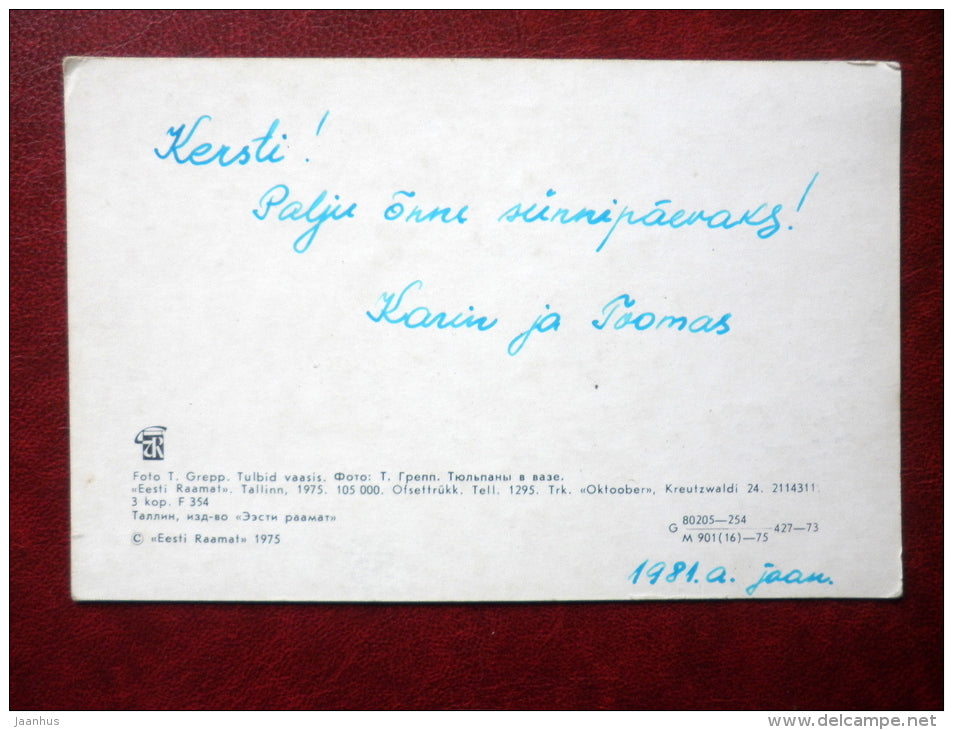 Kersti!
Palju õnne sünnipäevaks!
Karin ja Toomas
Foto T. Grepp. Tulbid vaasis. Фото: Т. Грепп. Тюльпаны в вазе.
«Eesti Raamat». Tallinn, 1975. 105 000. Ofsettrükk. Tell. 1295. Trk. «Oktoober», Kreutzwaldi 24. 2114311.
3 kop. F 354
Таллин, изд-во «Ээсти раамат»
© «Eesti Raamat» 1975
G 80205—254 427—73
M 901(16)—75
1981.a. jaan.
jaanhus
www.delcampe.net